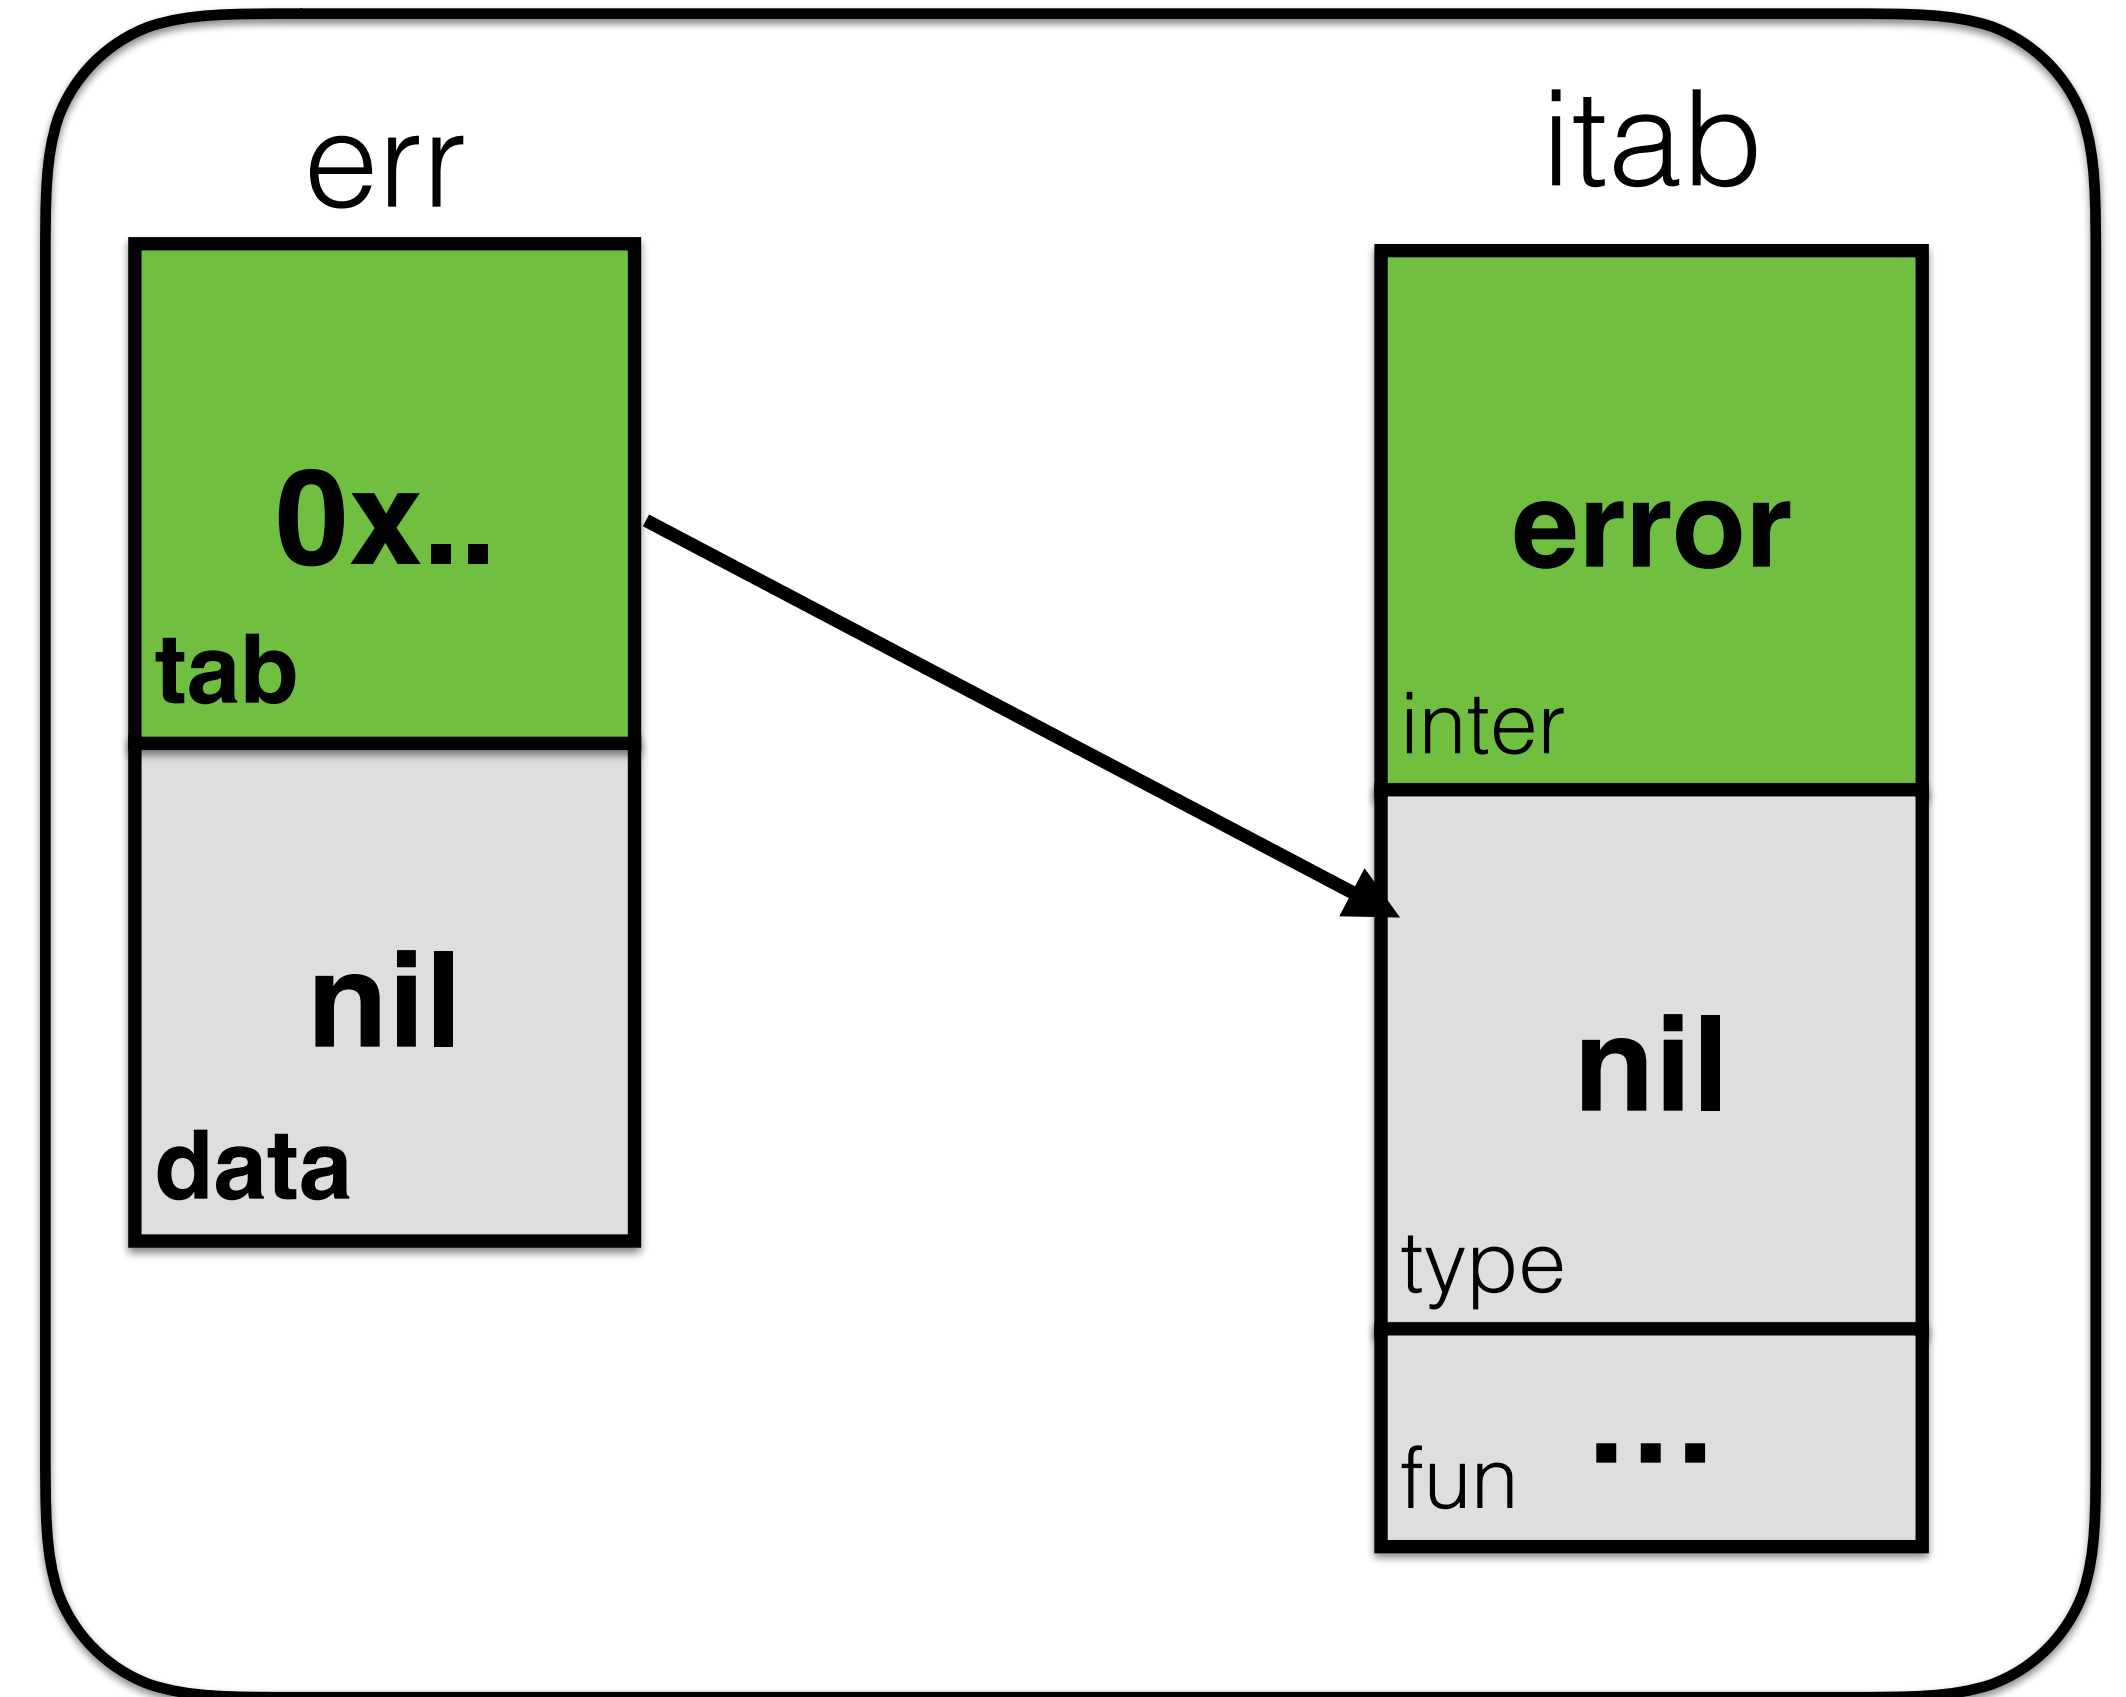 err
0x..
tab
nil
data
itab
error
inter
nil
type
...
fun